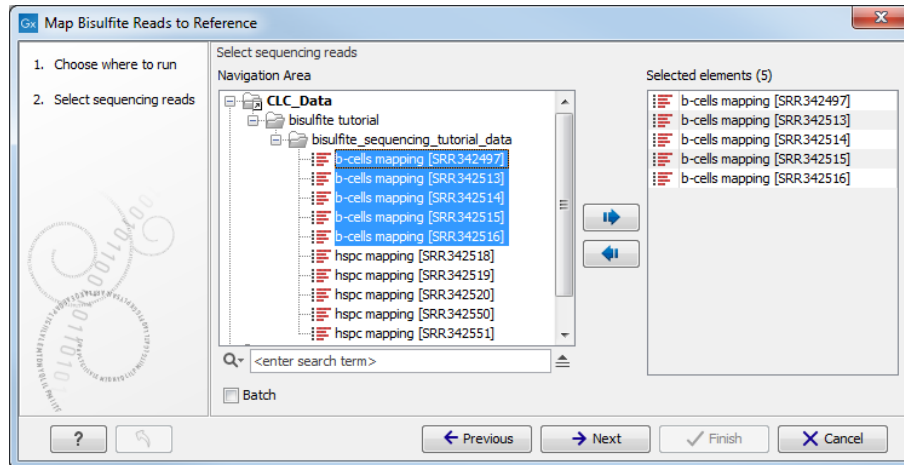 Gx Map Bisulfite Reads to Reference
1. Choose where to run
2. Select sequencing reads
Select sequencing reads
Navigation Area
CLC_Data
bisulfite tutorial
bisulfite_sequencing_tutorial_data
b-cells mapping [SRR342497]
b-cells mapping [SRR342513]
b-cells mapping [SRR342514]
b-cells mapping [SRR342515]
b-cells mapping [SRR342516]
hspc mapping [SRR342518]
hspc mapping [SRR342519]
hspc mapping [SRR342520]
hspc mapping [SRR342550]
hspc mapping [SRR342551]
<enter search term>
Batch
Selected elements (5)
b-cells mapping [SRR342497]
b-cells mapping [SRR342513]
b-cells mapping [SRR342514]
b-cells mapping [SRR342515]
b-cells mapping [SRR342516]
? Previous Next Finish Cancel